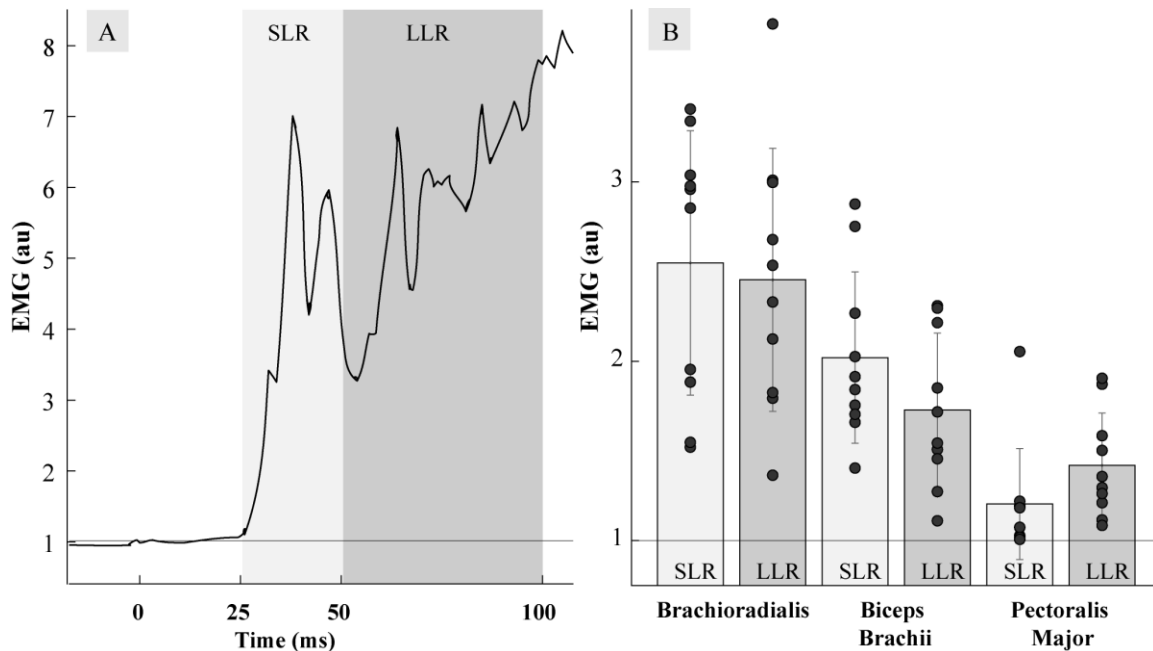 A
SLR
LLR
8
7
6
5
4
3
2
1
EMG (au)
0
25
50
100
Time (ms)
B
3
2
1
EMG (au)
SLR
LLR
SLR
LLR
SLR
LLR
Brachioradialis
Biceps
Brachii
Pectoralis
Major